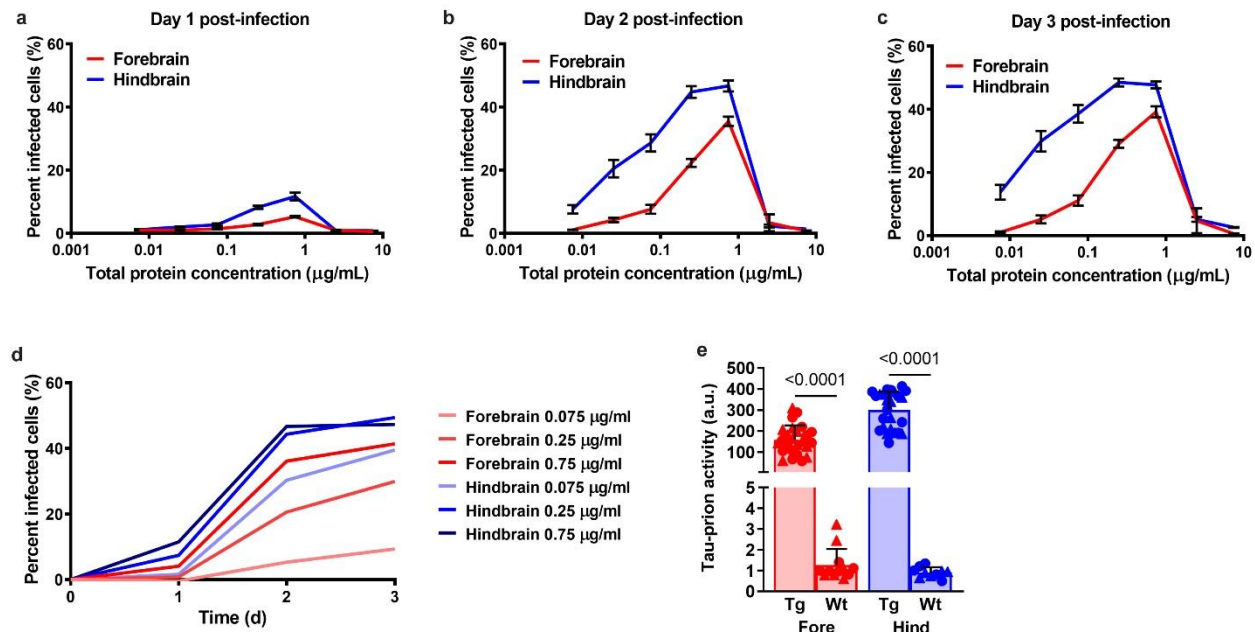 a
Day 1 post-infection
Percent infected cells (%)
60
40
20
0
Forebrain
Hindbrain
0.001 0.01 0.1 1 10
Total protein concentration (μg/mL)
b
Day 2 post-infection
Percent infected cells (%)
60
40
20
0
Forebrain
Hindbrain
0.001 0.01 0.1 1 10
Total protein concentration (μg/mL)
c
Day 3 post-infection
Percent infected cells (%)
60
40
20
0
Forebrain
Hindbrain
0.001 0.01 0.1 1 10
Total protein concentration (μg/mL)
d
Percent infected cells (%)
60
40
20
0
0 1 2 3
Time (d)
Forebrain 0.075 μg/ml
Forebrain 0.25 μg/ml
Forebrain 0.75 μg/ml
Hindbrain 0.075 μg/ml
Hindbrain 0.25 μg/ml
Hindbrain 0.75 μg/ml
e
Tau-prion activity (a.u.)
<0.0001
<0.0001
500
400
300
200
100
5
4
3
2
1
0
Tg Wt Tg Wt
Fore Hind